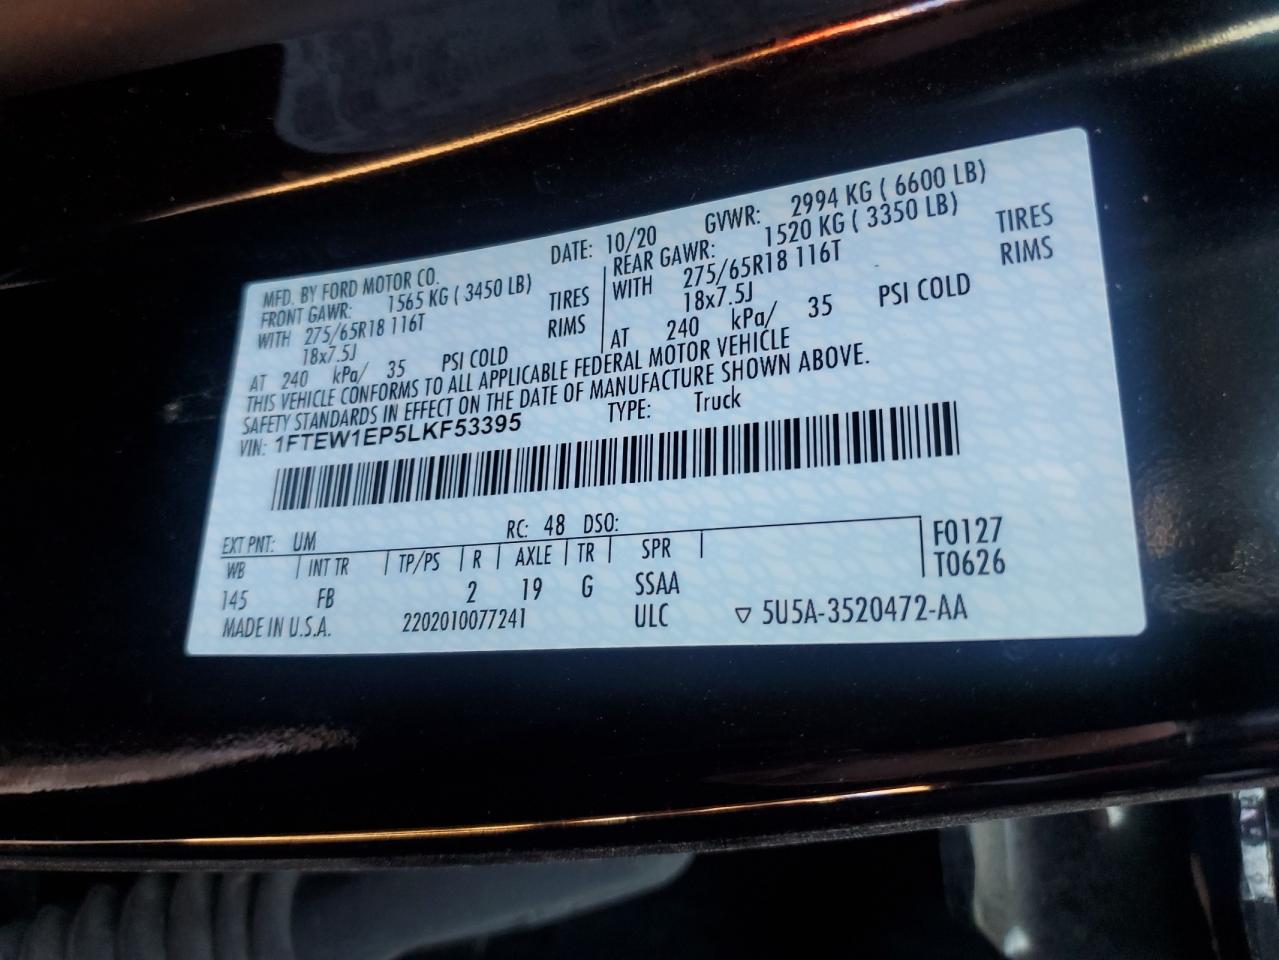 MFD. BY FORD MOTOR CO.
DATE: 10/20
GVWR: 2994 KG ( 6600 LB)
FRONT GAWR: 1565 KG ( 3450 LB)
WITH 275/65R18 116T TIRES
18x7.5J RIMS
AT 240 kPa/ 35 PSI COLD
REAR GAWR: 1520 KG ( 3350 LB)
WITH 275/65R18 116T TIRES
18x7.5J RIMS
AT 240 kPa/ 35 PSI COLD
THIS VEHICLE CONFORMS TO ALL APPLICABLE FEDERAL MOTOR VEHICLE
SAFETY STANDARDS IN EFFECT ON THE DATE OF MANUFACTURE SHOWN ABOVE.
VIN: 1FTEW1EP5LKF53395 TYPE: Truck
EXT PNT: UM RC: 48 DSO:
WB INT TR TP/PS R AXLE TR SPR F0127
145 FB 2 19 G SSAA T0626
MADE IN U.S.A. 2202010077241 ULC ▽ 5U5A-3520472-AA